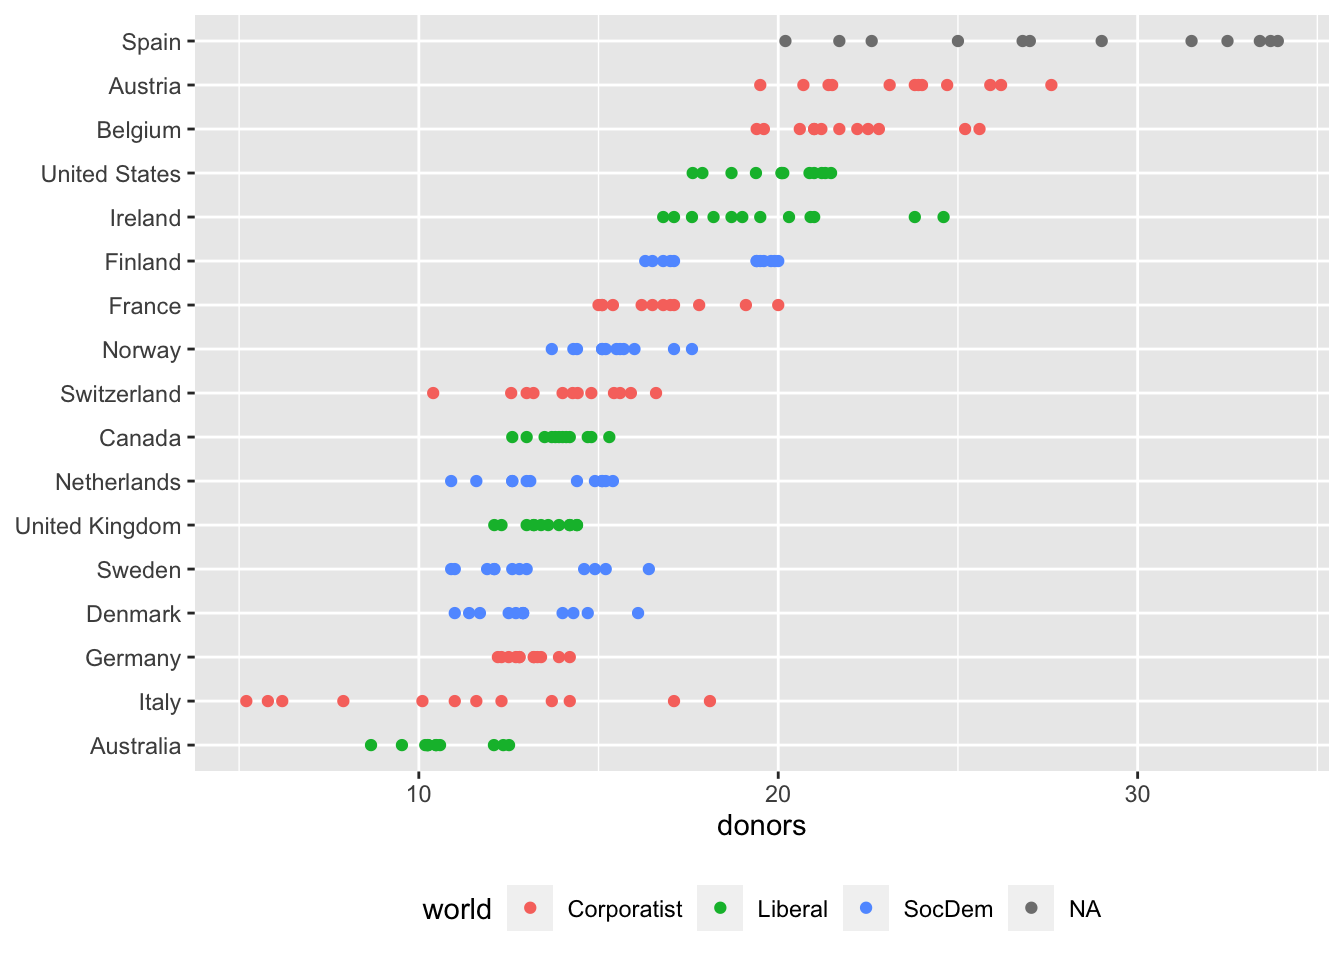 Spain
Austria
Belgium
United States
Ireland
Finland
France
Norway
Switzerland
Canada
Netherlands
United Kingdom
Sweden
Denmark
Germany
Italy
Australia
10 20 30
donors
world Corporatist Liberal SocDem NA